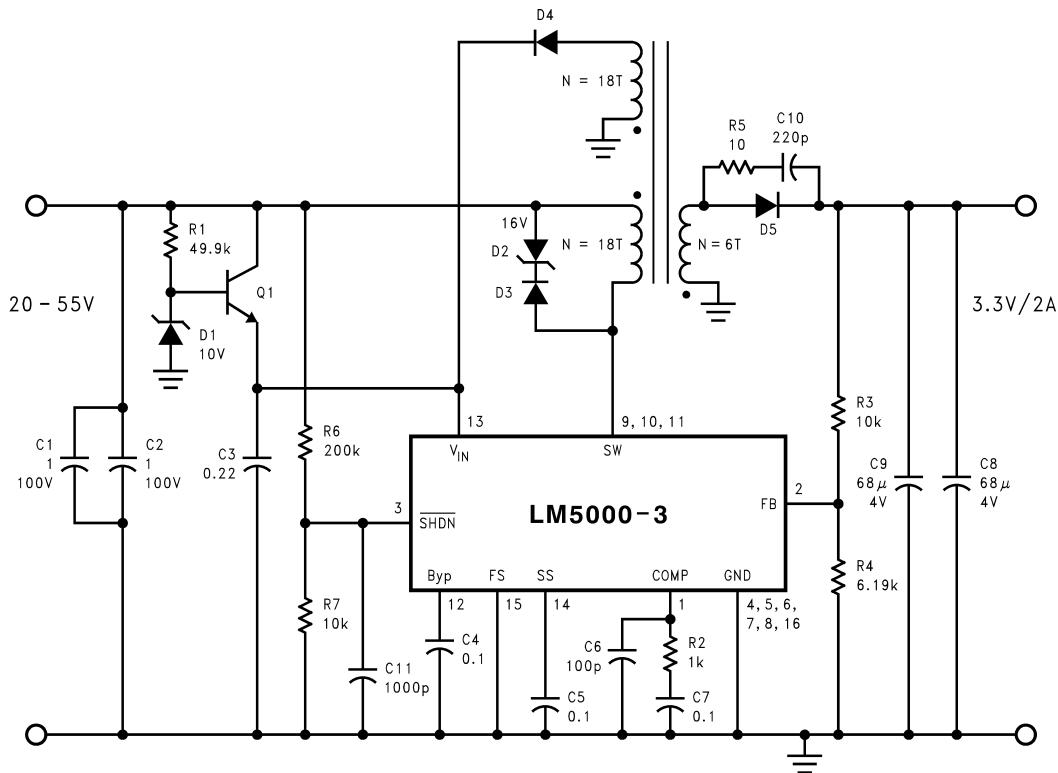 D4
N = 18T
R5
10
C10
220p
R1
49.9k
16V
D2
N = 18T
N = 6T
D5
Q1
D3
20 - 55V
3.3V/2A
D1
10V
R3
10k
13
9, 10, 11
C1
1
100V
C2
1
100V
C3
0.22
R6
200k
VIN
SW
C9
68μ
4V
C8
68μ
4V
3
SHDN
LM5000-3
FB
2
Byp
FS
SS
COMP
GND
R4
6.19k
R7
10k
12
15
14
1
4, 5, 6,
7, 8, 16
C4
0.1
C6
100p
R2
1k
C11
1000p
C5
0.1
C7
0.1